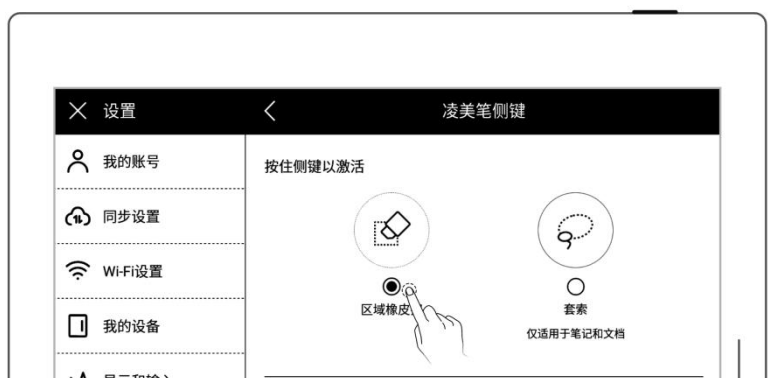 设置
凌美笔侧键
我的账号
同步设置
Wi-Fi设置
我的设备
按住侧键以激活
区域橡皮
套索
仅适用于笔记和文档